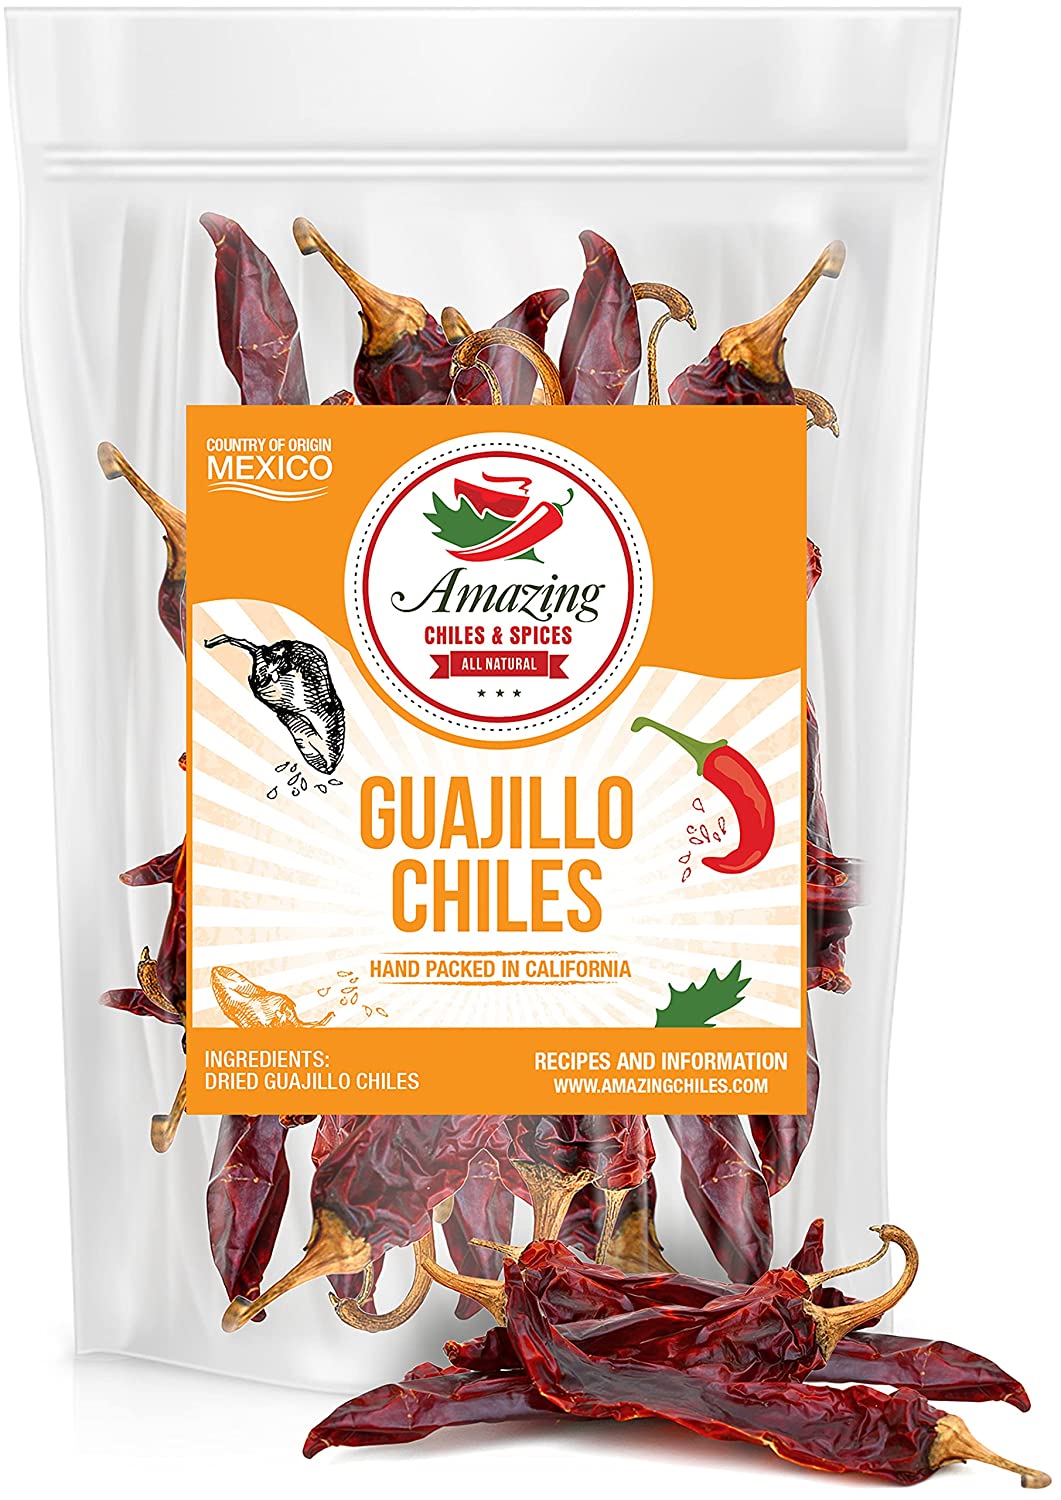 COUNTRY OF ORIGIN
MEXICO
Amazing
CHILES & SPICES
ALL NATURAL
GUAJILLO
CHILES
HAND PACKED IN CALIFORNIA
INGREDIENTS:
DRIED GUAJILLO CHILES
RECIPES AND INFORMATION
WWW.AMAZINGCHILES.COM